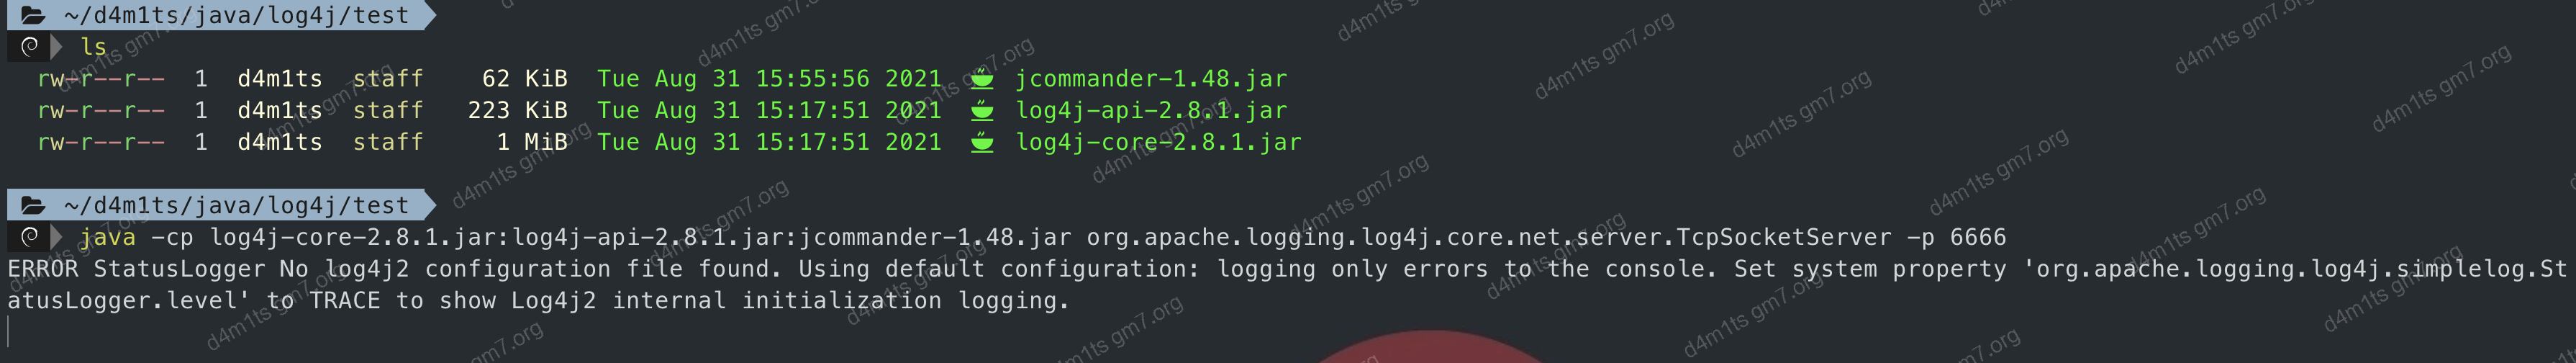 ~/d4m1ts/java/log4j/test
ls
rw-r--r-- 1 d4m1ts staff 62 KiB Tue Aug 31 15:55:56 2021 jcommander-1.48.jar
rw-r--r-- 1 d4m1ts staff 223 KiB Tue Aug 31 15:17:51 2021 log4j-api-2.8.1.jar
rw-r--r-- 1 d4m1ts staff 1 MiB Tue Aug 31 15:17:51 2021 log4j-core-2.8.1.jar
~/d4m1ts/java/log4j/test
java -cp log4j-core-2.8.1.jar:log4j-api-2.8.1.jar:jcommander-1.48.jar org.apache.logging.log4j.core.net.server.TcpSocketServer -p 6666
ERROR StatusLogger No log4j2 configuration file found. Using default configuration: logging only errors to the console. Set system property 'org.apache.logging.log4j.simplelog.St
atusLogger.level' to TRACE to show Log4j2 internal initialization logging.
d4m1ts gm7.org